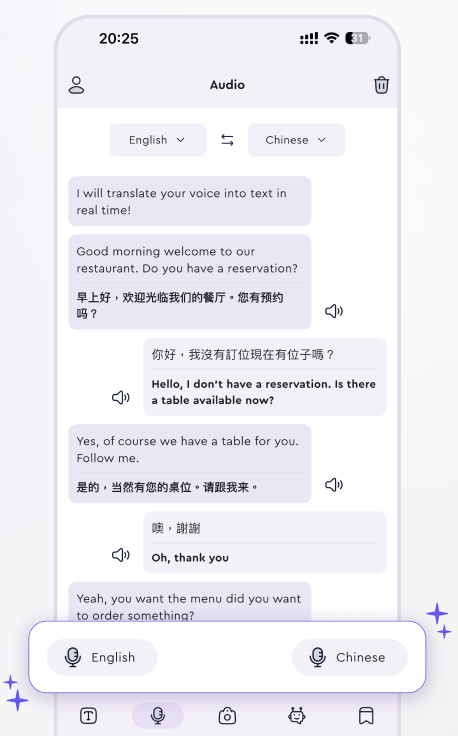 20:25
31
Audio
English
Chinese
I will translate your voice into text in
real time!
Good morning welcome to our
restaurant. Do you have a reservation?
早上好，欢迎光临我们的餐厅。您有预约
吗？
你好，我沒有訂位現在有位子嗎？
Hello, I don't have a reservation. Is there
a table available now?
Yes, of course we have a table for you.
Follow me.
是的，当然有您的桌位。请跟我来。
噢，謝謝
Oh, thank you
Yeah, you want the menu did you want
to order something?
English
Chinese
T